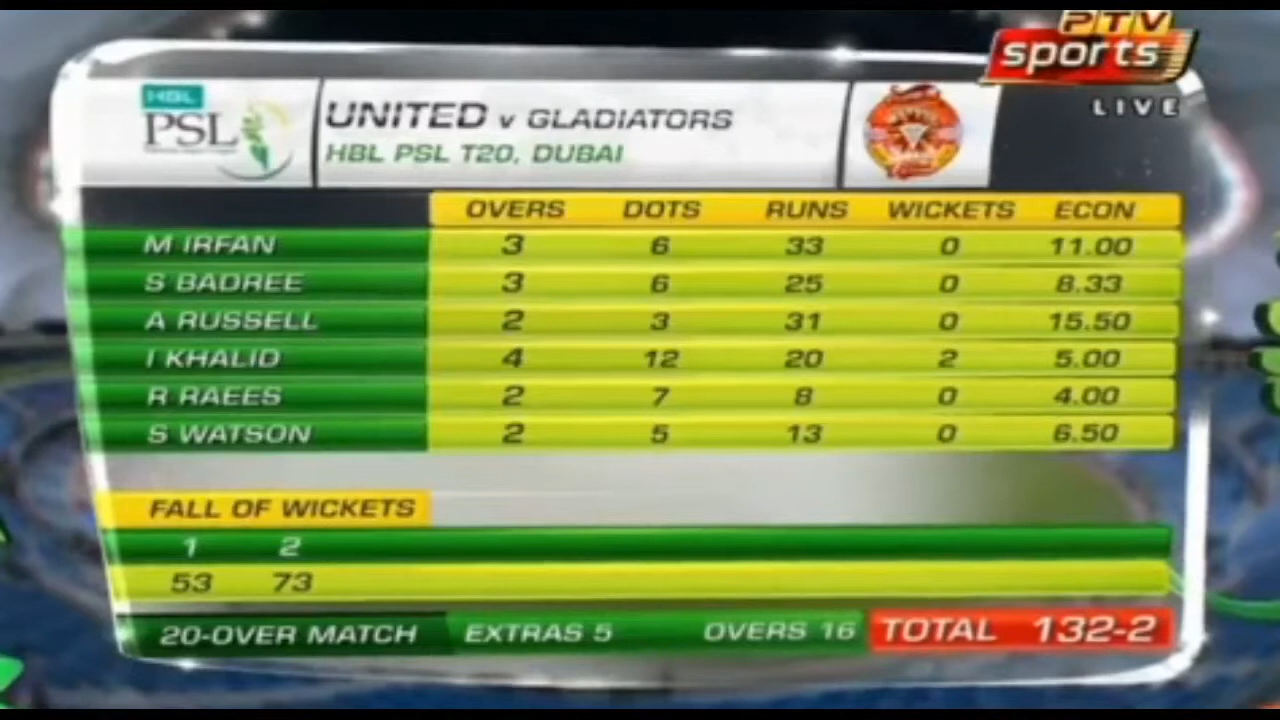 PTV
sports
LIVE
HBL
PSL
UNITED v GLADIATORS
HBL PSL T20, DUBAI
OVERS DOTS RUNS WICKETS ECON
M IRFAN 3 6 33 0 11.00
S BADREE 3 6 25 0 8.33
A RUSSELL 2 3 31 0 15.50
I KHALID 4 12 20 2 5.00
R RAEES 2 7 8 0 4.00
S WATSON 2 5 13 0 6.50
FALL OF WICKETS
1 2
53 73
20-OVER MATCH EXTRAS 5 OVERS 16 TOTAL 132-2